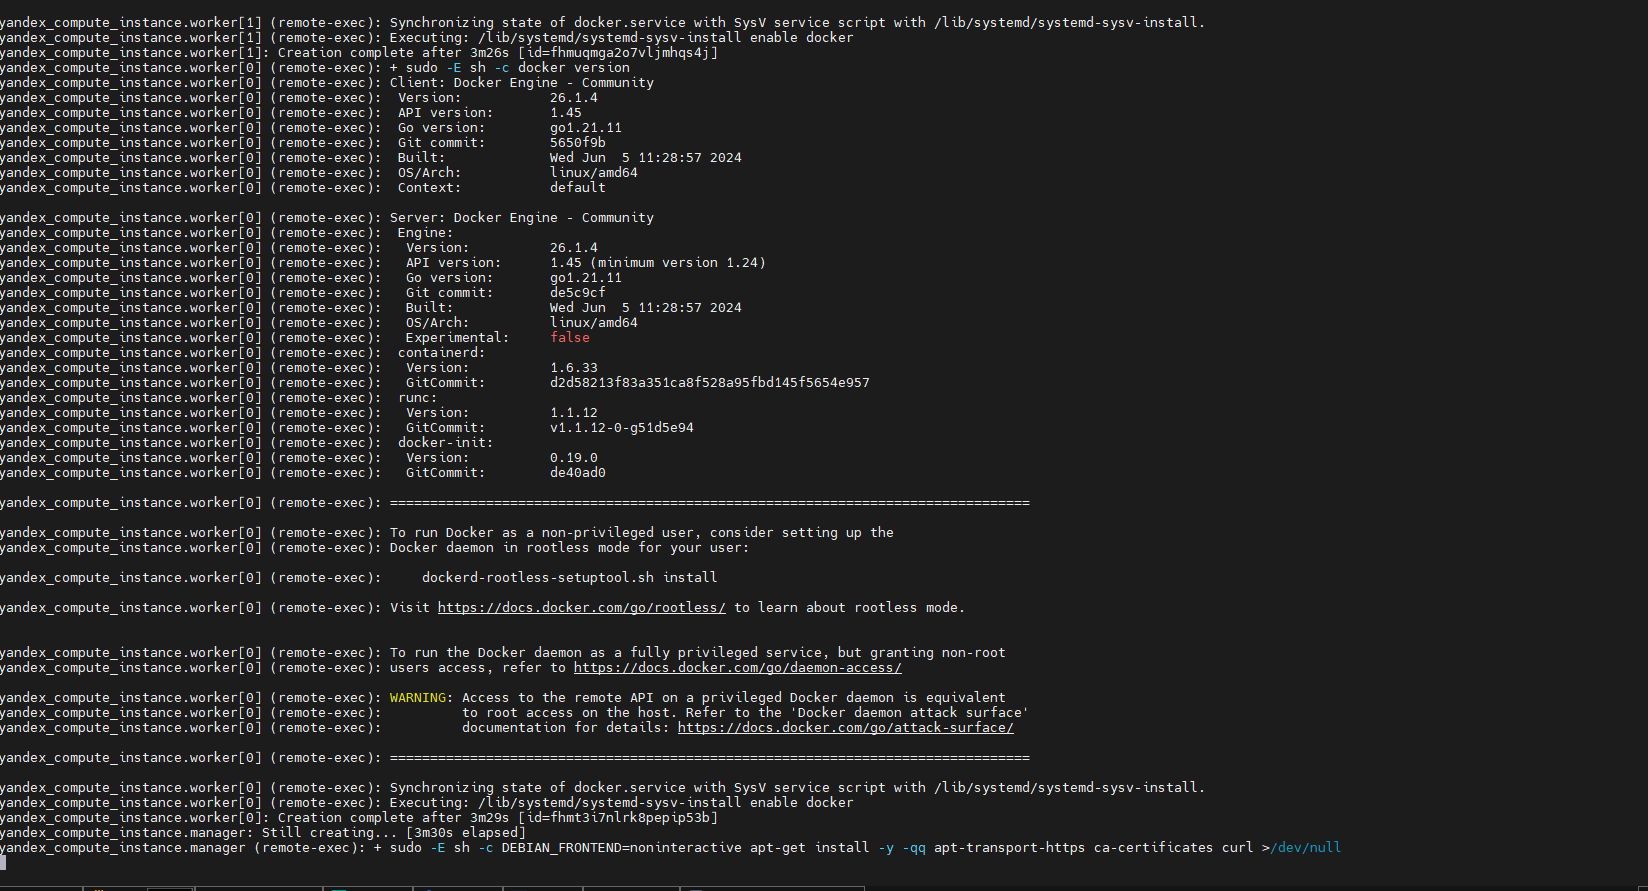 yandex_compute_instance.worker[1] (remote-exec): Synchronizing state of docker.service with SysV service script with /lib/systemd/systemd-sysv-install.
yandex_compute_instance.worker[1] (remote-exec): Executing: /lib/systemd/systemd-sysv-install enable docker
yandex_compute_instance.worker[1]: Creation complete after 3m26s [id=fhmuqmga2o7vljmhqs4j]
yandex_compute_instance.worker[0] (remote-exec): + sudo -E sh -c docker version
yandex_compute_instance.worker[0] (remote-exec): Client: Docker Engine - Community
yandex_compute_instance.worker[0] (remote-exec):  Version:           26.1.4
yandex_compute_instance.worker[0] (remote-exec):  API version:       1.45
yandex_compute_instance.worker[0] (remote-exec):  Go version:        go1.21.11
yandex_compute_instance.worker[0] (remote-exec):  Git commit:        5650f9b
yandex_compute_instance.worker[0] (remote-exec):  Built:             Wed Jun  5 11:28:57 2024
yandex_compute_instance.worker[0] (remote-exec):  OS/Arch:           linux/amd64
yandex_compute_instance.worker[0] (remote-exec):  Context:           default
yandex_compute_instance.worker[0] (remote-exec): Server: Docker Engine - Community
yandex_compute_instance.worker[0] (remote-exec):  Engine:
yandex_compute_instance.worker[0] (remote-exec):   Version:          26.1.4
yandex_compute_instance.worker[0] (remote-exec):   API version:      1.45 (minimum version 1.24)
yandex_compute_instance.worker[0] (remote-exec):   Go version:       go1.21.11
yandex_compute_instance.worker[0] (remote-exec):   Git commit:       de5c9cf
yandex_compute_instance.worker[0] (remote-exec):   Built:            Wed Jun  5 11:28:57 2024
yandex_compute_instance.worker[0] (remote-exec):   OS/Arch:          linux/amd64
yandex_compute_instance.worker[0] (remote-exec):   Experimental:     false
yandex_compute_instance.worker[0] (remote-exec):  containerd:
yandex_compute_instance.worker[0] (remote-exec):   Version:          1.6.33
yandex_compute_instance.worker[0] (remote-exec):   GitCommit:        d2d58213f83a351ca8f528a95fbd145f5654e957
yandex_compute_instance.worker[0] (remote-exec):  runc:
yandex_compute_instance.worker[0] (remote-exec):   Version:          1.1.12
yandex_compute_instance.worker[0] (remote-exec):   GitCommit:        v1.1.12-0-g51d5e94
yandex_compute_instance.worker[0] (remote-exec):  docker-init:
yandex_compute_instance.worker[0] (remote-exec):   Version:          0.19.0
yandex_compute_instance.worker[0] (remote-exec):   GitCommit:        de40ad0
yandex_compute_instance.worker[0] (remote-exec): ================================================================================
yandex_compute_instance.worker[0] (remote-exec): To run Docker as a non-privileged user, consider setting up the
yandex_compute_instance.worker[0] (remote-exec): Docker daemon in rootless mode for your user:
yandex_compute_instance.worker[0] (remote-exec):     dockerd-rootless-setuptool.sh install
yandex_compute_instance.worker[0] (remote-exec): Visit https://docs.docker.com/go/rootless/ to learn about rootless mode.
yandex_compute_instance.worker[0] (remote-exec): To run the Docker daemon as a fully privileged service, but granting non-root
yandex_compute_instance.worker[0] (remote-exec): users access, refer to https://docs.docker.com/go/daemon-access/
yandex_compute_instance.worker[0] (remote-exec): WARNING: Access to the remote API on a privileged Docker daemon is equivalent
yandex_compute_instance.worker[0] (remote-exec):          to root access on the host. Refer to the 'Docker daemon attack surface'
yandex_compute_instance.worker[0] (remote-exec):          documentation for details: https://docs.docker.com/go/attack-surface/
yandex_compute_instance.worker[0] (remote-exec): ================================================================================
yandex_compute_instance.worker[0] (remote-exec): Synchronizing state of docker.service with SysV service script with /lib/systemd/systemd-sysv-install.
yandex_compute_instance.worker[0] (remote-exec): Executing: /lib/systemd/systemd-sysv-install enable docker
yandex_compute_instance.worker[0]: Creation complete after 3m29s [id=fhmt3i7nlrk8pepip53b]
yandex_compute_instance.manager: Still creating... [3m30s elapsed]
yandex_compute_instance.manager (remote-exec): + sudo -E sh -c DEBIAN_FRONTEND=noninteractive apt-get install -y -qq apt-transport-https ca-certificates curl >/dev/null